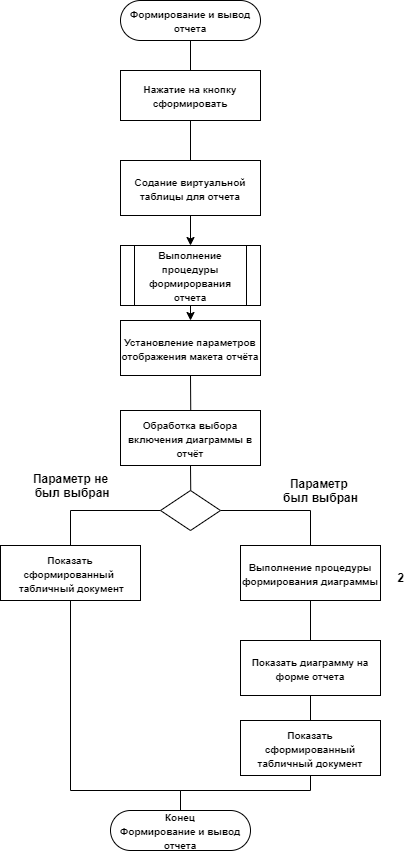 Формирование и вывод
отчета
Нажатие на кнопку
сформировать
Содание виртуальной
таблицы для отчета
Выполнение
процедуры
формирорвания
отчета
Установление параметров
отображения макета отчёта
Обработка выбора
включения диаграммы в
отчёт
Параметр не
был выбран
Параметр
был выбран
Показать
сформированный
табличный документ
Выполнение процедуры
формирования диаграммы
2
Показать диаграмму на
форме отчета
Показать
сформированный
табличный документ
Конец
Формирование и вывод
отчета